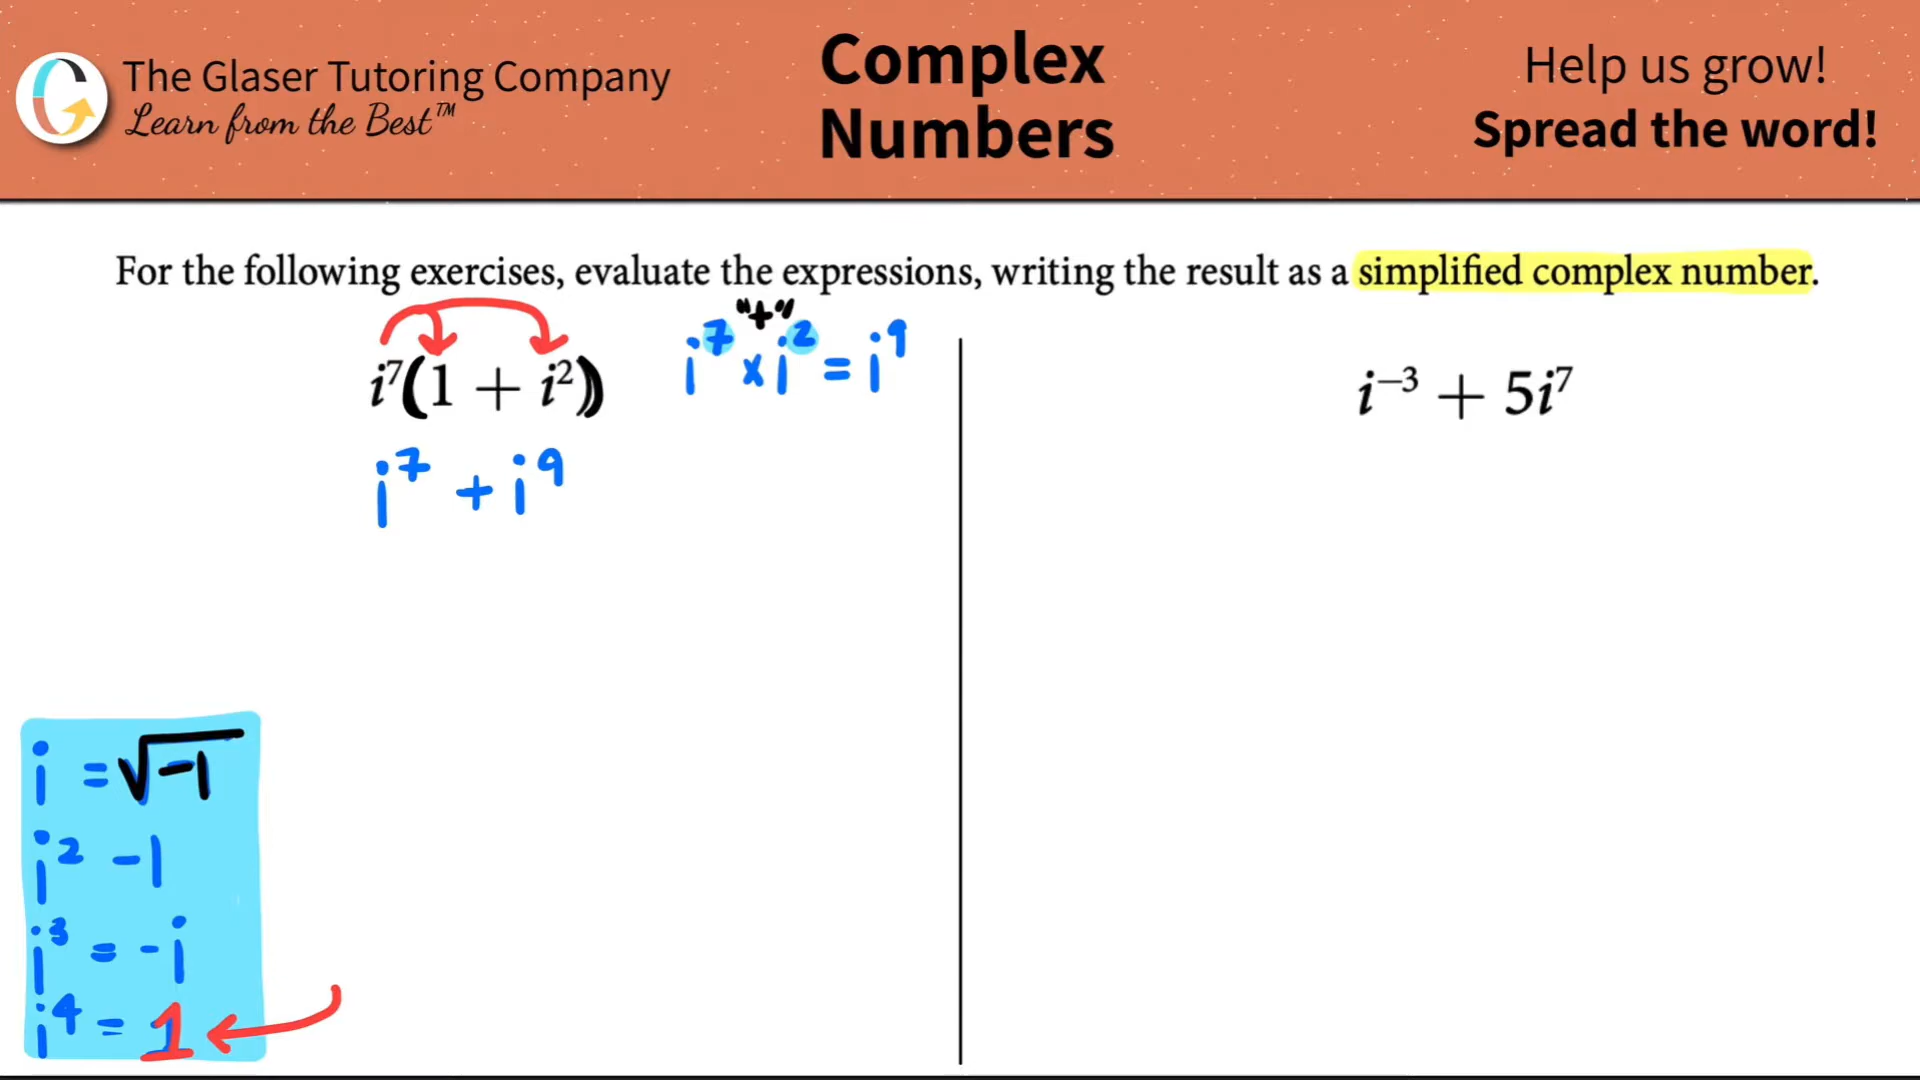 The Glaser Tutoring Company
Learn from the Best™
Complex
Numbers
Help us grow!
Spread the word!
For the following exercises, evaluate the expressions, writing the result as a simplified complex number.
i⁷(1 + i²)
"+"
i⁷ x i² = i⁹
i⁷ + i⁹
i⁻³ + 5i⁷
i = √-1
i² -1
i³ = -i
i⁴ = 1